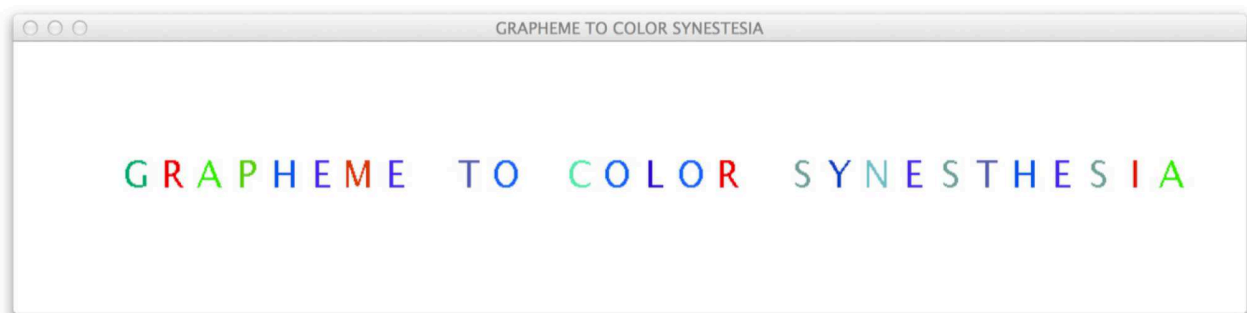 GRAPHEME TO COLOR SYNESTESIA
GRAPHEME TO COLOR SYNESTHESIA